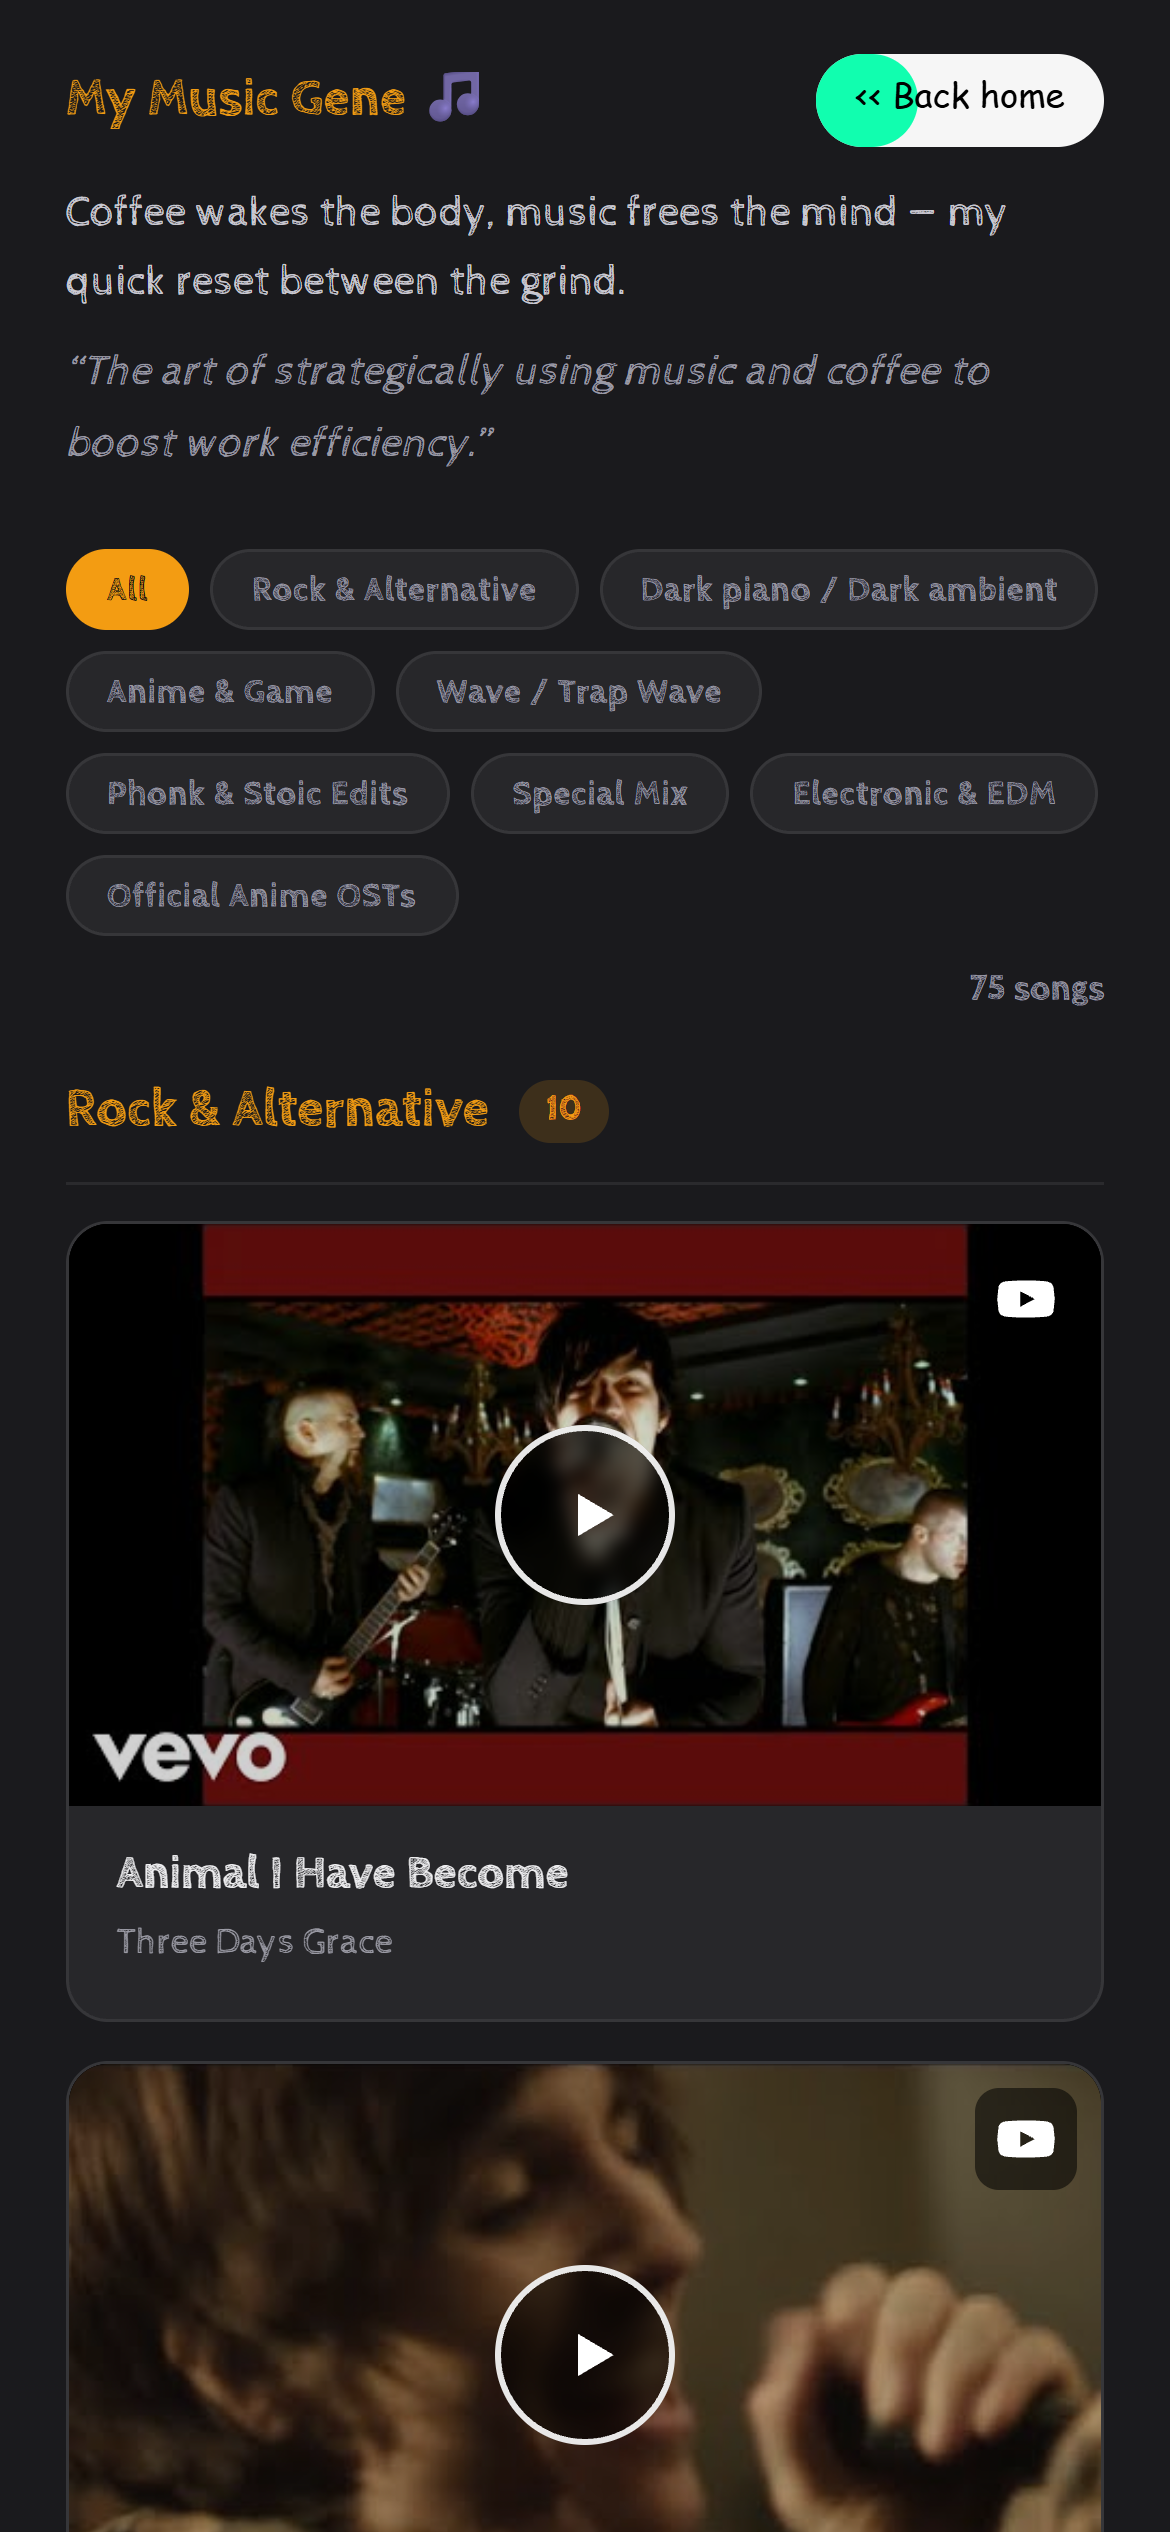 My Music Gene 🎵
<< Back home
Coffee wakes the body, music frees the mind — my
quick reset between the grind.
“The art of strategically using music and coffee to
boost work efficiency.”
All
Rock & Alternative
Dark piano / Dark ambient
Anime & Game
Wave / Trap Wave
Phonk & Stoic Edits
Special Mix
Electronic & EDM
Official Anime OSTs
75 songs
Rock & Alternative
10
vevo
Animal I Have Become
Three Days Grace